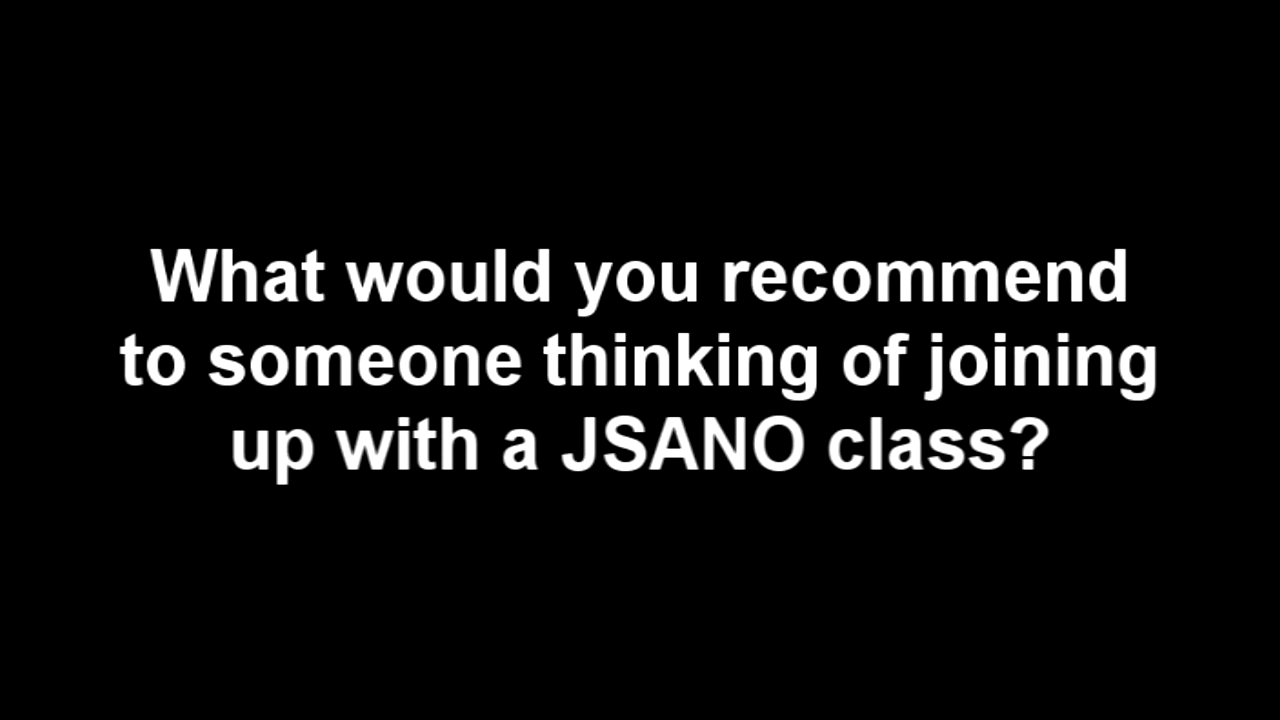 What would you recommend
to someone thinking of joining
up with a JSANO class?